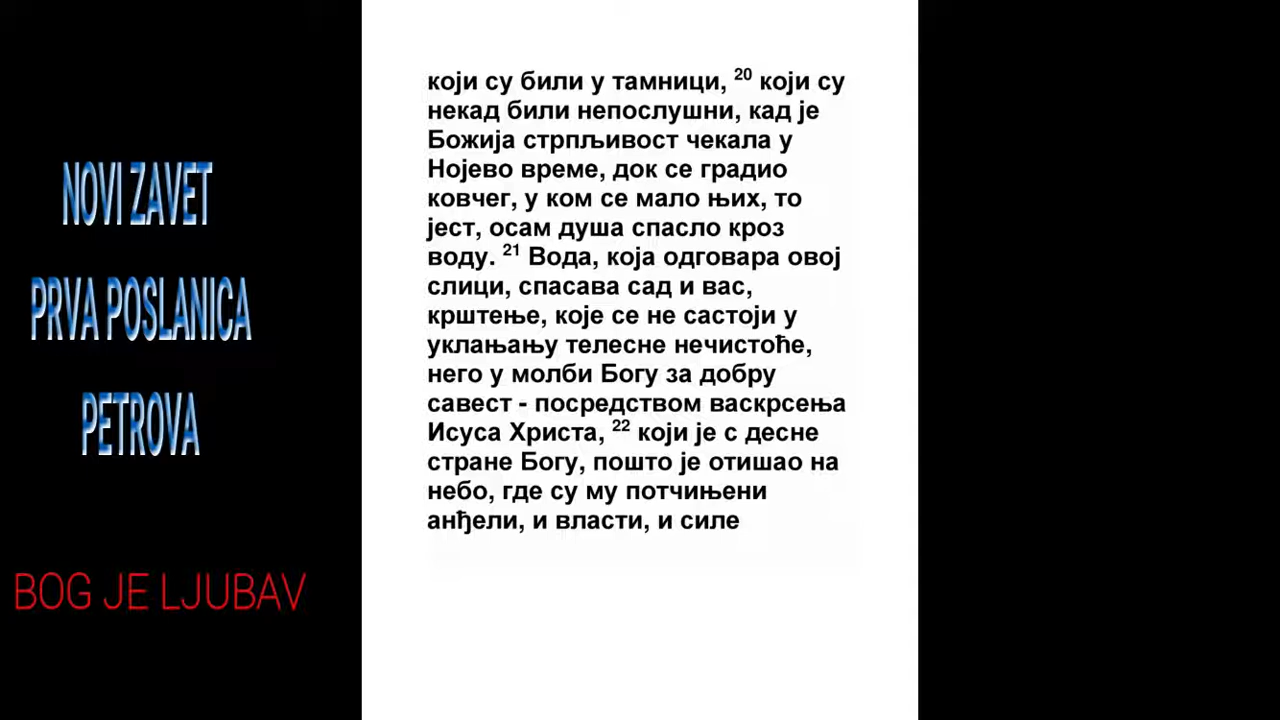 NOVI ZAVET
PRVA POSLANICA
PETROVA
BOG JE LJUBAV
који су били у тамници, 20 који су
некад били непослушни, кад је
Божија стрпљивост чекала у
Нојево време, док се градио
ковчег, у ком се мало њих, то
јест, осам душа спасло кроз
воду. 21 Вода, која одговара овој
слици, спасава сад и вас,
крштење, које се не састоји у
уклањању телесне нечистоће,
него у молби Богу за добру
савест - посредством васкрсења
Исуса Христа, 22 који је с десне
стране Богу, пошто је отишао на
небо, где су му потчињени
анђели, и власти, и силе